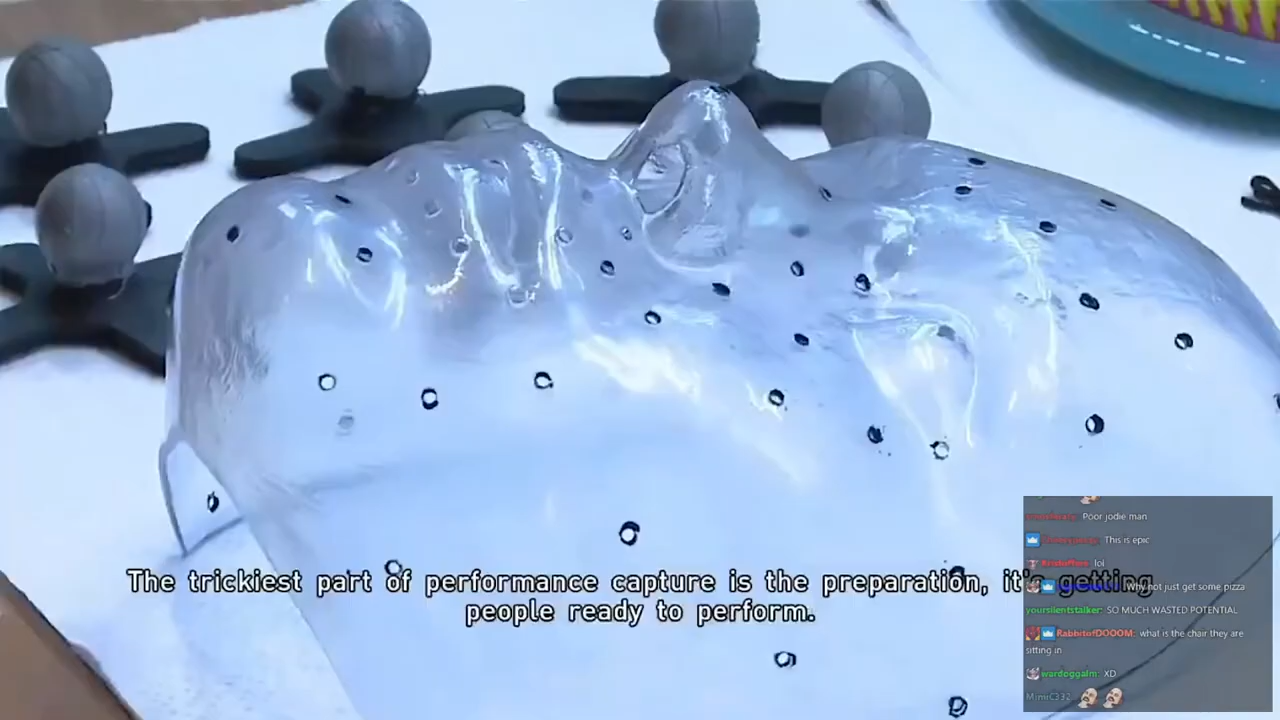 The trickiest part of performance capture is the preparation, it's getting
people ready to perform.
Poor jodie man
This is epic
lol
Why not just get some pizza
yoursilentstalker: SO MUCH WASTED POTENTIAL
RabbitofDOOOM: what is the chair they are
sitting in
wardoggalm: XD
MimiC332: